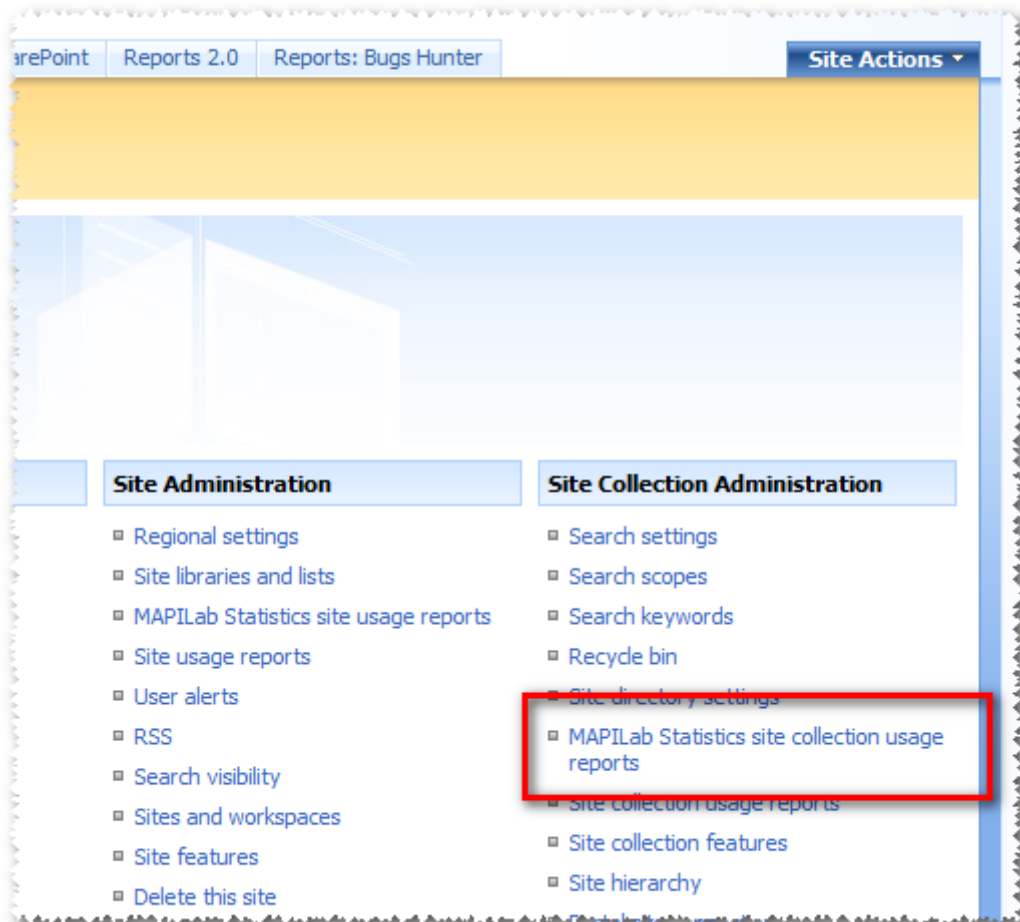 arePoint Reports 2.0 Reports: Bugs Hunter Site Actions
Site Administration
Regional settings
Site libraries and lists
MAPILab Statistics site usage reports
Site usage reports
User alerts
RSS
Search visibility
Sites and workspaces
Site features
Delete this site
Site Collection Administration
Search settings
Search scopes
Search keywords
Recycle bin
Site directory settings
MAPILab Statistics site collection usage
reports
Site collection usage reports
Site collection features
Site hierarchy